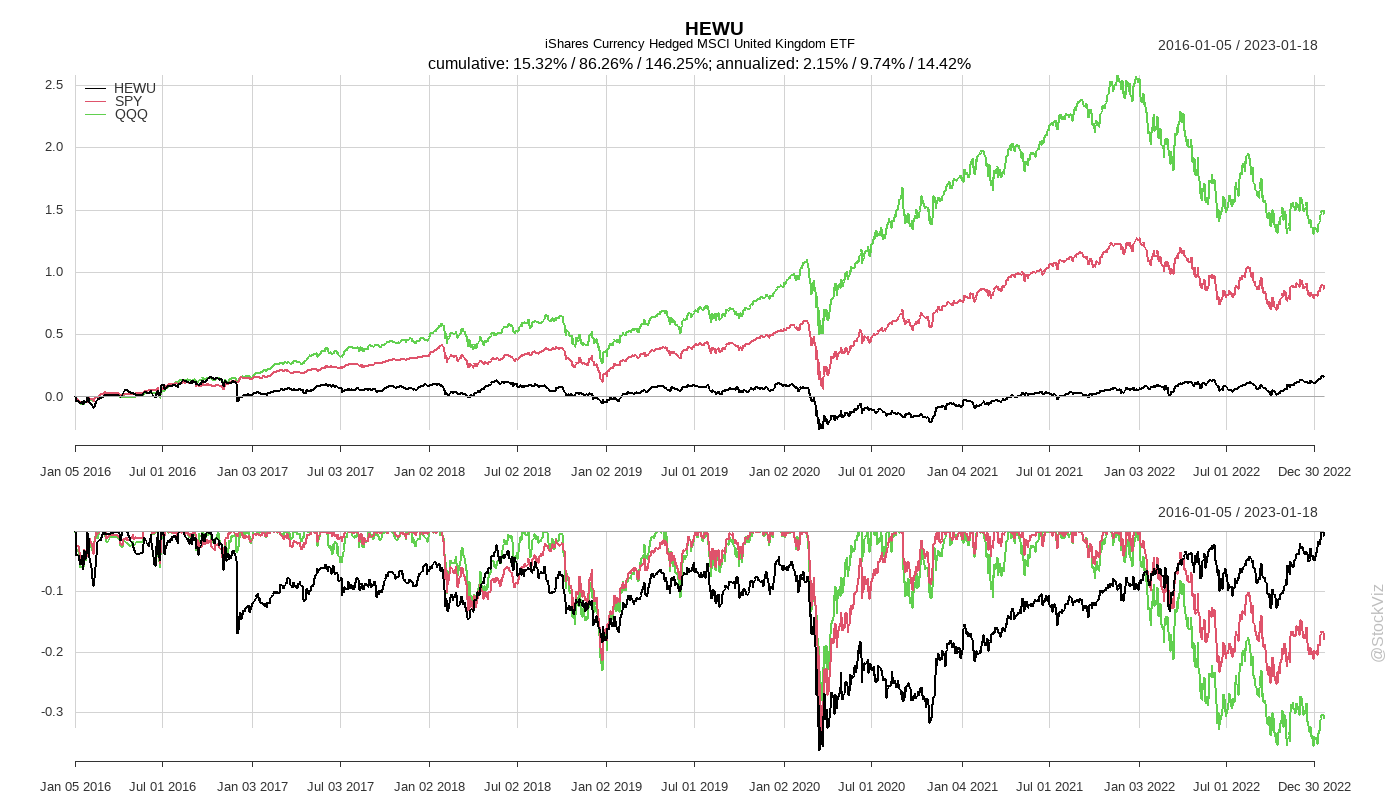 HEWU
iShares Currency Hedged MSCI United Kingdom ETF
2016-01-05 / 2023-01-18
cumulative: 15.32% / 86.26% / 146.25%; annualized: 2.15% / 9.74% / 14.42%
HEWU
SPY
QQQ
2.5
2.0
1.5
1.0
0.5
0.0
Jan 05 2016 Jul 01 2016 Jan 03 2017 Jul 03 2017 Jan 02 2018 Jul 02 2018 Jan 02 2019 Jul 01 2019 Jan 02 2020 Jul 01 2020 Jan 04 2021 Jul 01 2021 Jan 03 2022 Jul 01 2022 Dec 30 2022
2016-01-05 / 2023-01-18
-0.1
-0.2
-0.3
Jan 05 2016 Jul 01 2016 Jan 03 2017 Jul 03 2017 Jan 02 2018 Jul 02 2018 Jan 02 2019 Jul 01 2019 Jan 02 2020 Jul 01 2020 Jan 04 2021 Jul 01 2021 Jan 03 2022 Jul 01 2022 Dec 30 2022
@StockViz